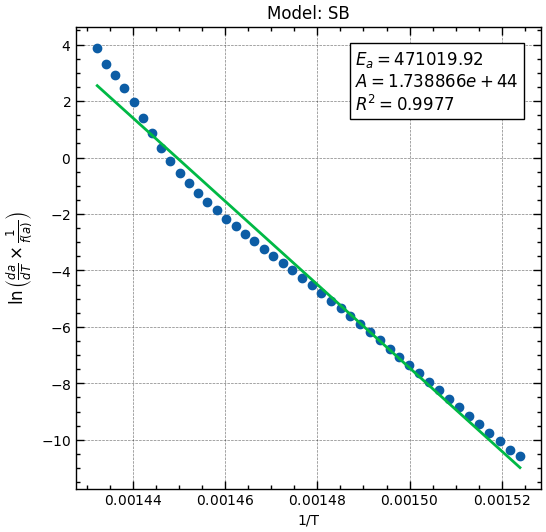 Model: SB
E_a = 471019.92
A = 1.738866e + 44
R^2 = 0.9977
4
2
0
−2
−4
−6
−8
−10
ln(da/dT × 1/f(a))
0.00144 0.00146 0.00148 0.00150 0.00152
1/T